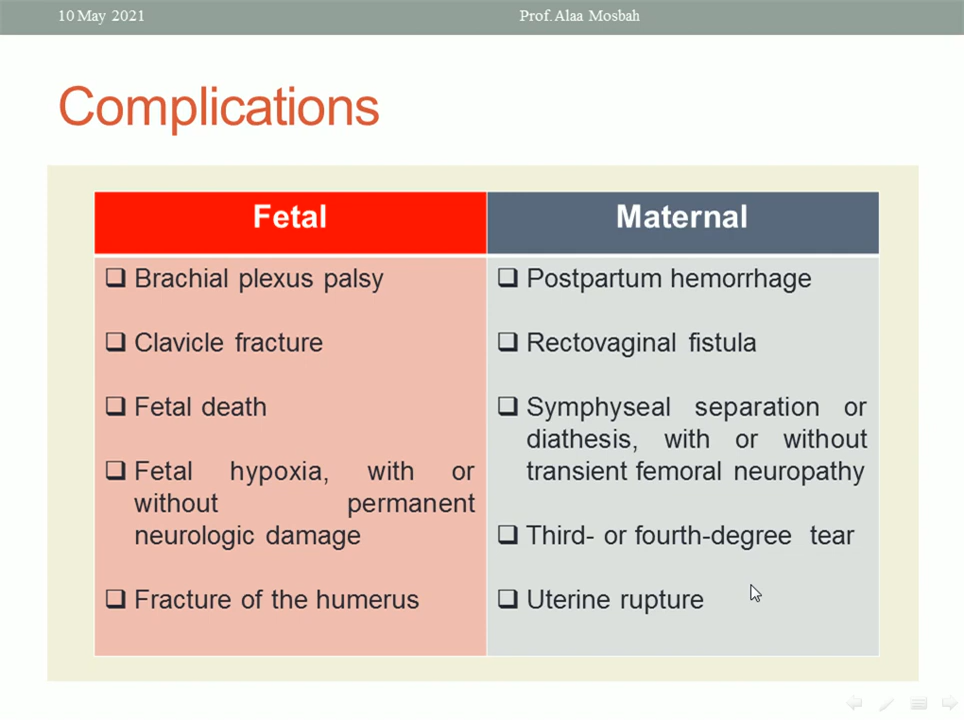 10 May 2021
Prof.Alaa Mosbah
Complications
Fetal
Maternal
Brachial plexus palsy
Clavicle fracture
Fetal death
Fetal hypoxia, with or
without permanent
neurologic damage
Fracture of the humerus
Postpartum hemorrhage
Rectovaginal fistula
Symphyseal separation or
diathesis, with or without
transient femoral neuropathy
Third- or fourth-degree tear
Uterine rupture